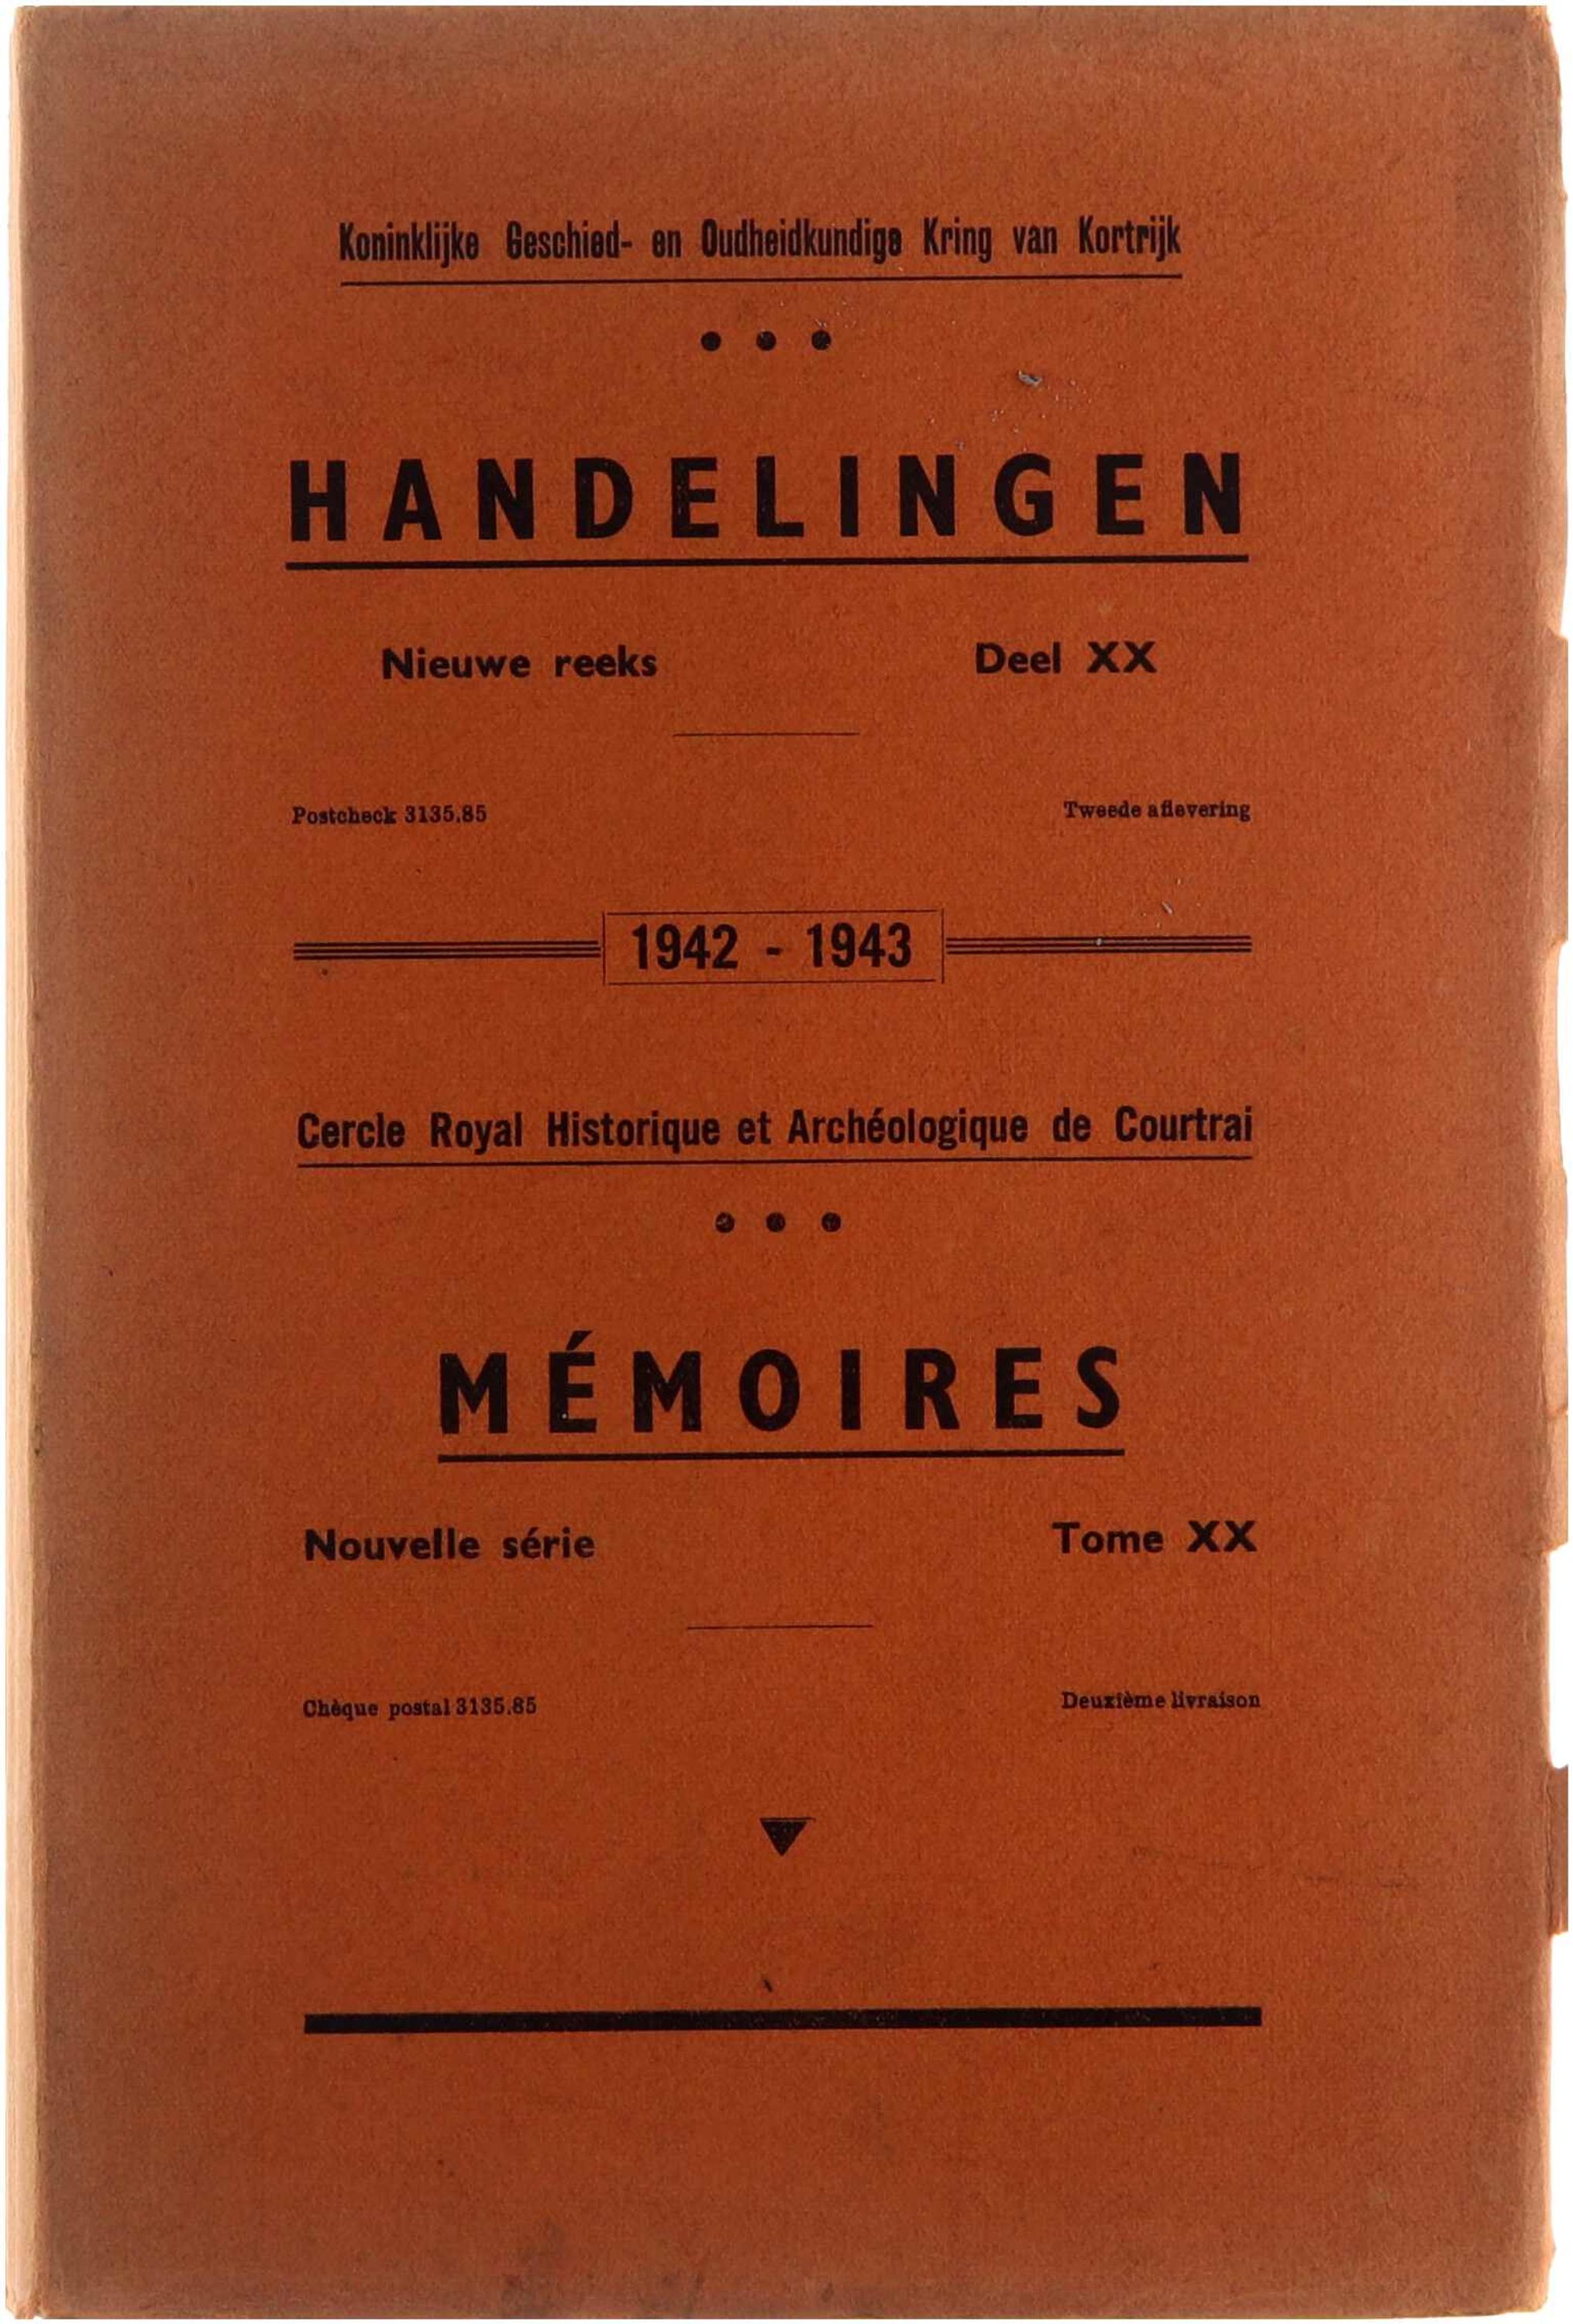 Koninklijke Geschied- en Oudheidkundige Kring van Kortrijk
HANDELINGEN
Nieuwe reeks Deel XX
Postcheck 3135.85 Tweede aflevering
1942 - 1943
Cercle Royal Historique et Archéologique de Courtrai
MÉMOIRES
Nouvelle série Tome XX
Chèque postal 3135.85 Deuxième livraison